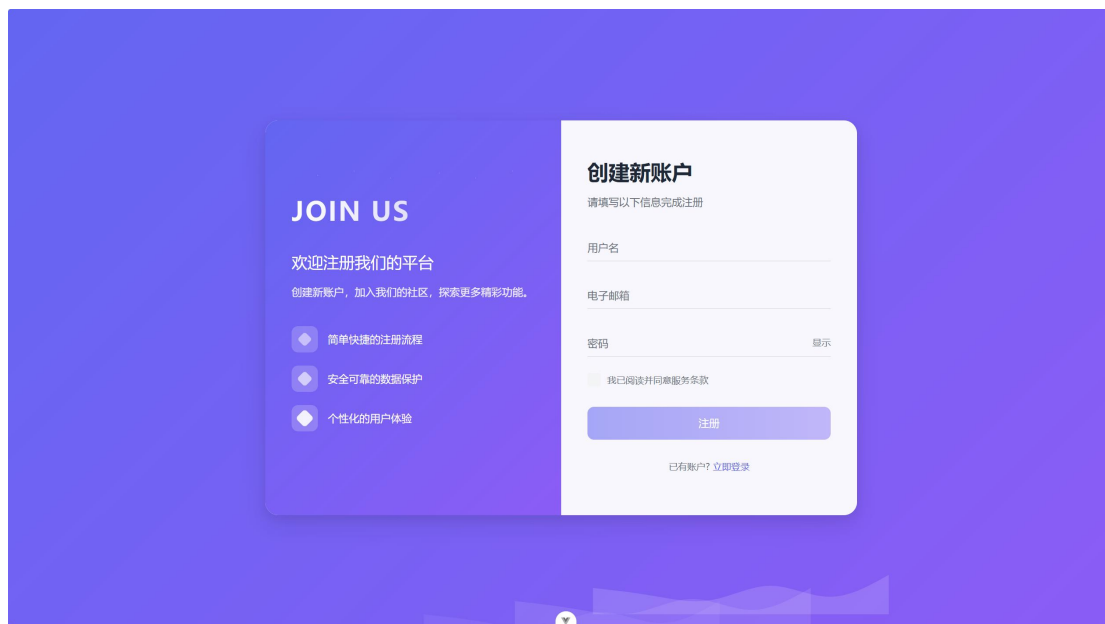 JOIN US
欢迎注册我们的平台
创建新账户，加入我们的社区，探索更多精彩功能。
简单快捷的注册流程
安全可靠的数据保护
个性化的用户体验
创建新账户
请填写以下信息完成注册
用户名
电子邮箱
密码
显示
我已阅读并同意服务条款
注册
已有账户? 立即登录